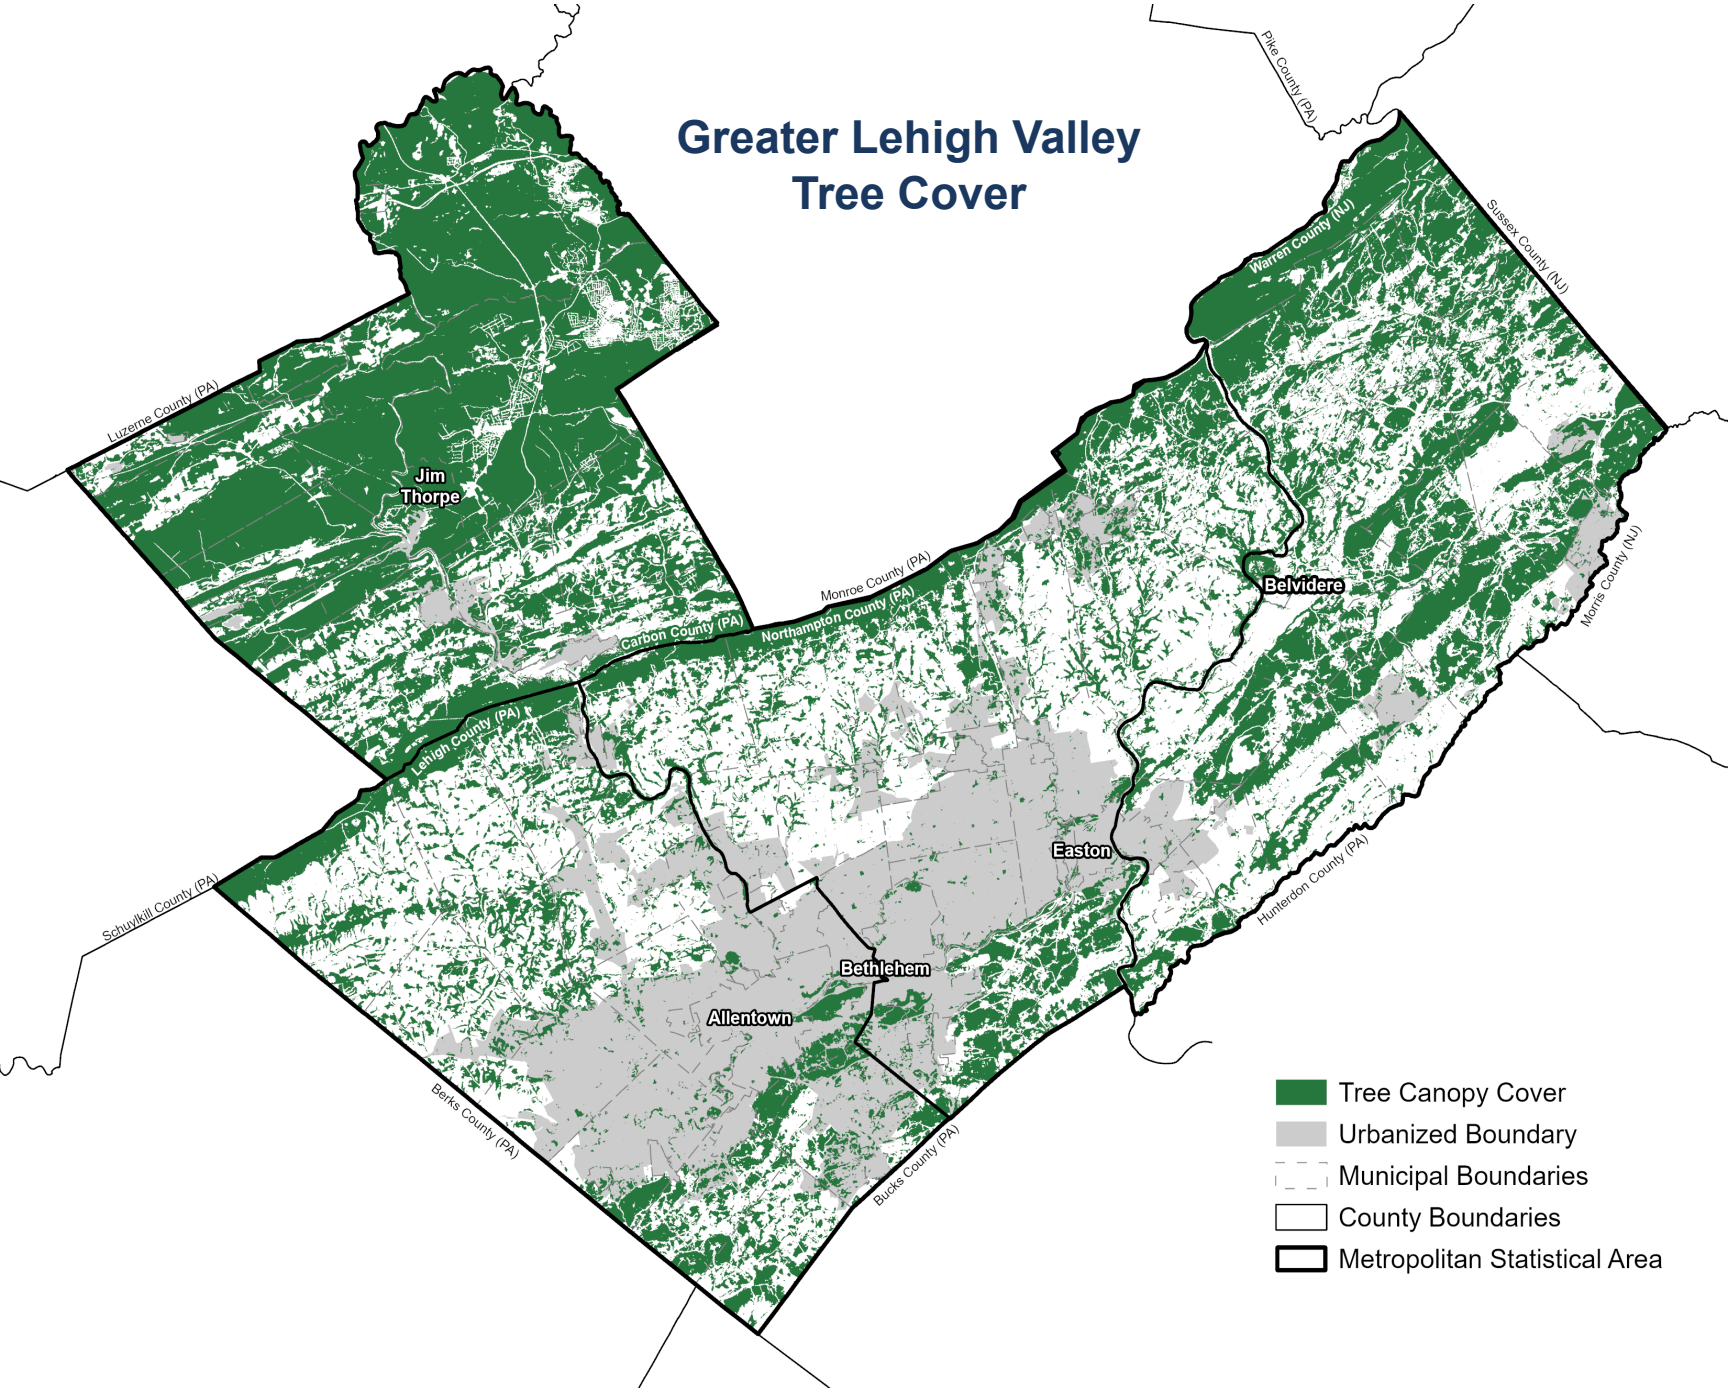 Greater Lehigh Valley
Tree Cover
Pike County (PA)
Sussex County (NJ)
Warren County (NJ)
Luzerne County (PA)
Jim
Thorpe
Monroe County (PA)
Morris County (NJ)
Belvidere
Northampton County (PA)
Carbon County (PA)
Lehigh County (PA)
Easton
Schuylkill County (PA)
Hunterdon County (PA)
Bethlehem
Allentown
Berks County (PA)
Bucks County (PA)
Tree Canopy Cover
Urbanized Boundary
Municipal Boundaries
County Boundaries
Metropolitan Statistical Area